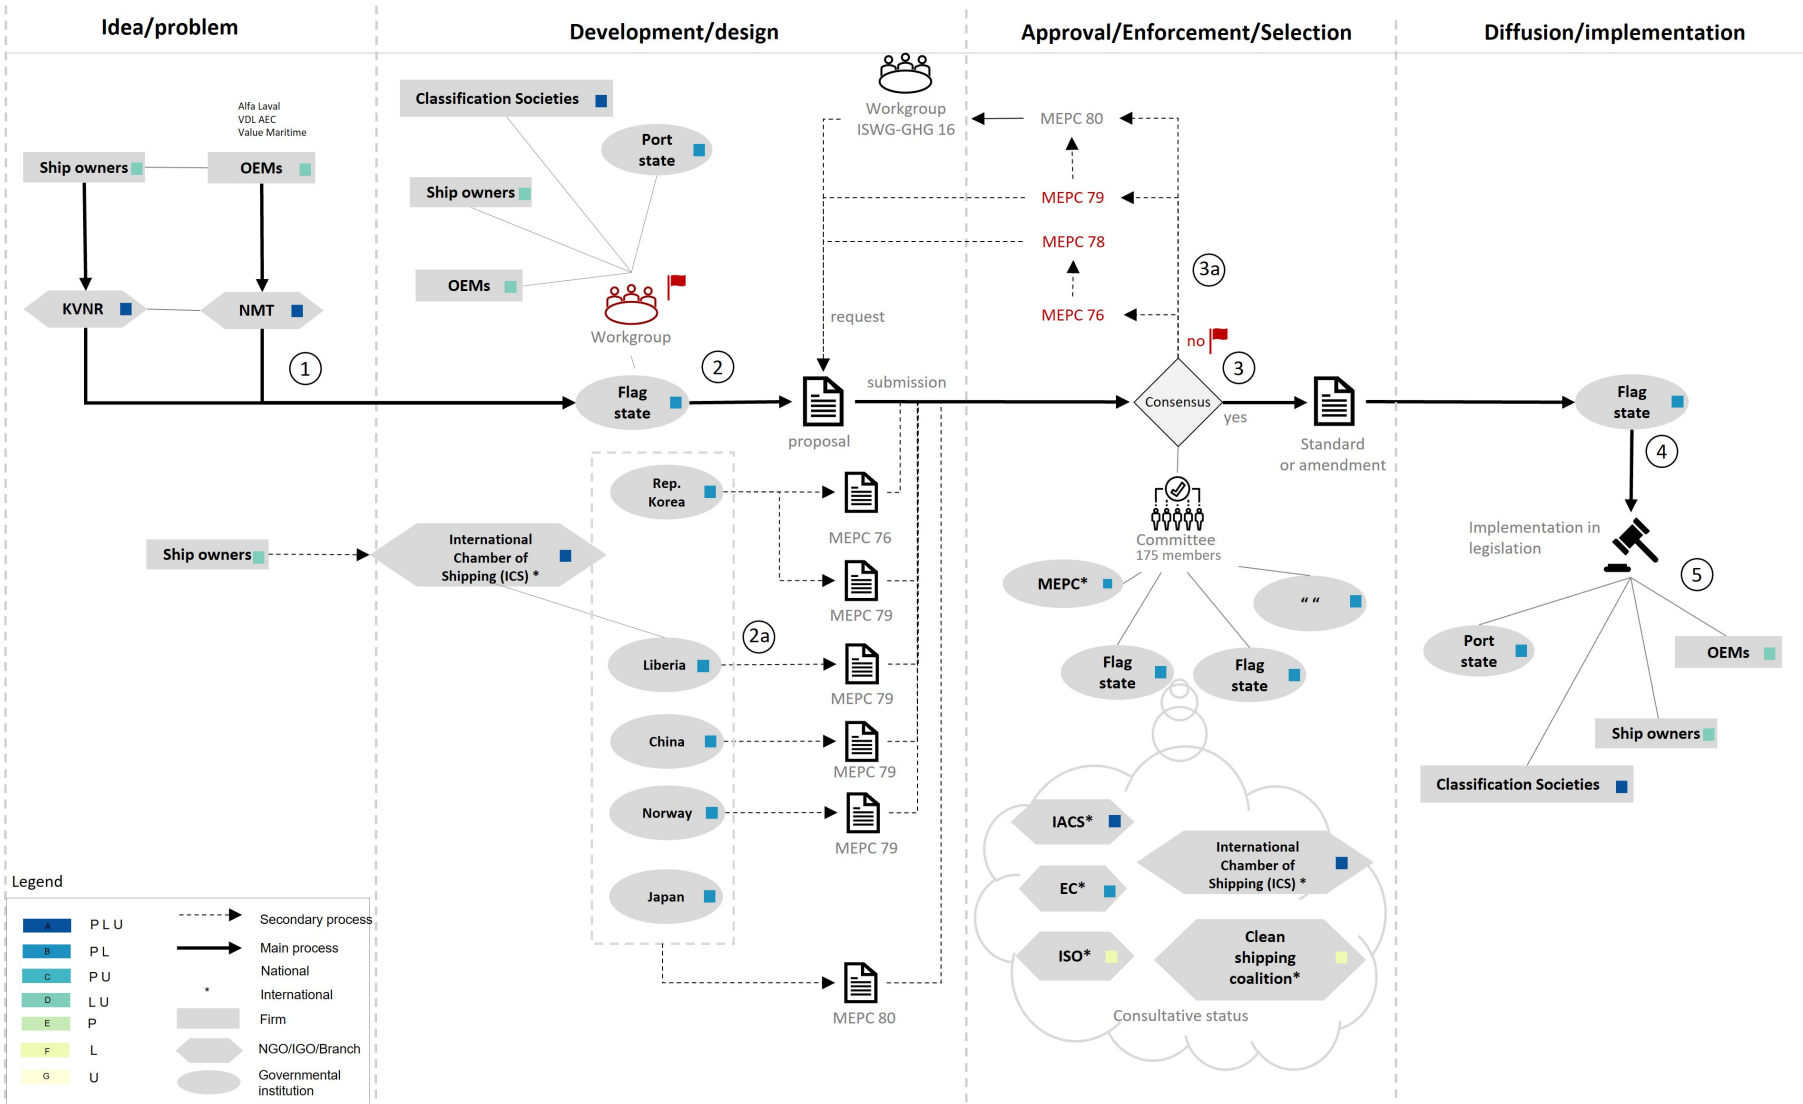 Idea/problem
Development/design
Approval/Enforcement/Selection
Diffusion/implementation
Alfa Laval
VDL AEC
Value Maritime
Ship owners
OEMs
KVNR
NMT
1
Classification Societies
Port
state
Ship owners
OEMs
Workgroup
Flag
state
2
Workgroup
ISWG-GHG 16
request
proposal
submission
MEPC 80
MEPC 79
MEPC 78
MEPC 76
3a
no
3
Consensus
yes
Standard
or amendment
Flag
state
4
Implementation in
legislation
5
Port
state
OEMs
Ship owners
Classification Societies
Ship owners
International
Chamber of
Shipping (ICS) *
Rep.
Korea
Liberia
China
Norway
Japan
2a
MEPC 76
MEPC 79
MEPC 79
MEPC 79
MEPC 79
MEPC 80
Committee
175 members
MEPC*
“ “
Flag
state
Flag
state
IACS*
International
Chamber of
Shipping (ICS) *
EC*
ISO*
Clean
shipping
coalition*
Consultative status
Legend
A P L U
B P L
C P U
D L U
E P
F L
G U
Secondary process
Main process
National
* International
Firm
NGO/IGO/Branch
Governmental
institution